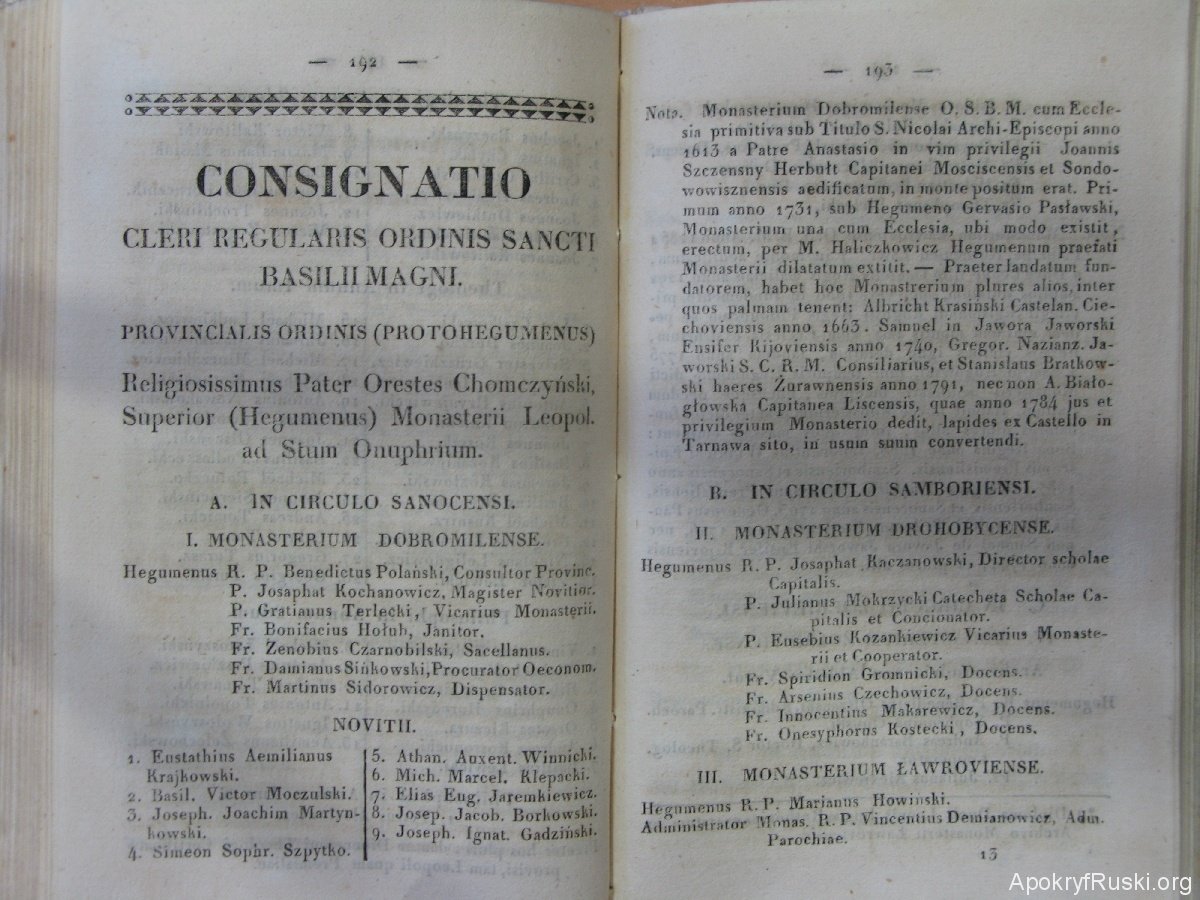 — 192 —
CONSIGNATIO
CLERI REGULARIS ORDINIS SANCTI
BASILII MAGNI.
PROVINCIALIS ORDINIS (PROTOHEGUMENUS)
Religiosissimus Pater Orestes Chomczyński,
Superior (Hegumenus) Monasterii Leopol.
ad Stum Onuphrium.
A. IN CIRCULO SANOCENSI.
I. MONASTERIUM DOBROMILENSE.
Hegumenus R. P. Benedictus Polański, Consultor Provinc.
P. Josaphat Kochanowicz, Magister Novitior.
P. Gratianus Terlecki, Vicarius Monasterii.
Fr. Bonifacius Hołub, Janitor.
Fr. Zenobius Czarnobilski, Sacellanus.
Fr. Damianus Sińkowski, Procurator Oeconom.
Fr. Martinus Sidorowicz, Dispensator.
NOVITII.
1. Eustathius Aemilianus
Krajkowski.
2. Basil. Victor Moczulski.
3. Joseph. Joachim Martyn-
kowski.
4. Simeon Sophr. Szpytko.
5. Athan. Auxent. Winnicki.
6. Mich. Marcel. Klepacki.
7. Elias Eug. Jaremkiewicz.
8. Josep. Jacob. Borkowski.
9. Joseph. Ignat. Gadziński.
— 193 —
Nota. Monasterium Dobromilense O. S. B. M. cum Eccle-
sia primitiva sub Titulo S. Nicolai Archi-Episcopi anno
1613 a Patre Anastasio in vim privilegii Joannis
Szczensny Herbułt Capitanei Mosciscensis et Sondo-
wowisznensis aedificatum, in monte positum erat. Pri-
mum anno 1731, sub Hegumeno Gervasio Pasławski,
Monasterium una cum Ecclesia, ubi modo existit,
erectum, per M. Haliczkowicz Hegumenum praefati
Monasterii dilatatum extitit. — Praeter laudatum fun-
datorem, habet hoc Monastrerium plures alios, inter
quos palmam tenent: Albricht Krasiński Castelan. Cie-
choviensis anno 1663. Samuel in Jawora Jaworski
Ensifer Kijoviensis anno 1740, Gregor. Nazianz. Ja-
worski S. C. R. M. Consiliarius, et Stanislaus Bratkow-
ski haeres Żurawnensis anno 1791, nec non A. Biało-
głowska Capitanea Liscensis, quae anno 1784 jus et
privilegium Monasterio dedit, lapides ex Castello in
Tarnawa sito, in usum suum convertendi.
B. IN CIRCULO SAMBORIENSI.
II. MONASTERIUM DROHOBYCENSE.
Hegumenus R. P. Josaphat Kaczanowski, Director scholae
Capitalis.
P. Julianus Mokrzycki Catecheta Scholae Ca-
pitalis et Concionator.
P. Eusebius Kozankiewicz Vicarius Monaste-
rii et Cooperator.
Fr. Spiridion Gromnicki, Docens.
Fr. Arsenius Czechowicz, Docens.
Fr. Innocentius Makarewicz, Docens.
Fr. Onesyphorus Kostecki, Docens.
III. MONASTERIUM ŁAWROVIENSE.
Hegumenus R. P. Marianus Howiński.
Administrator Monas. R. P. Vincentius Demianowicz, Adm.
Parochiae.
13
ApokryfRuski.org